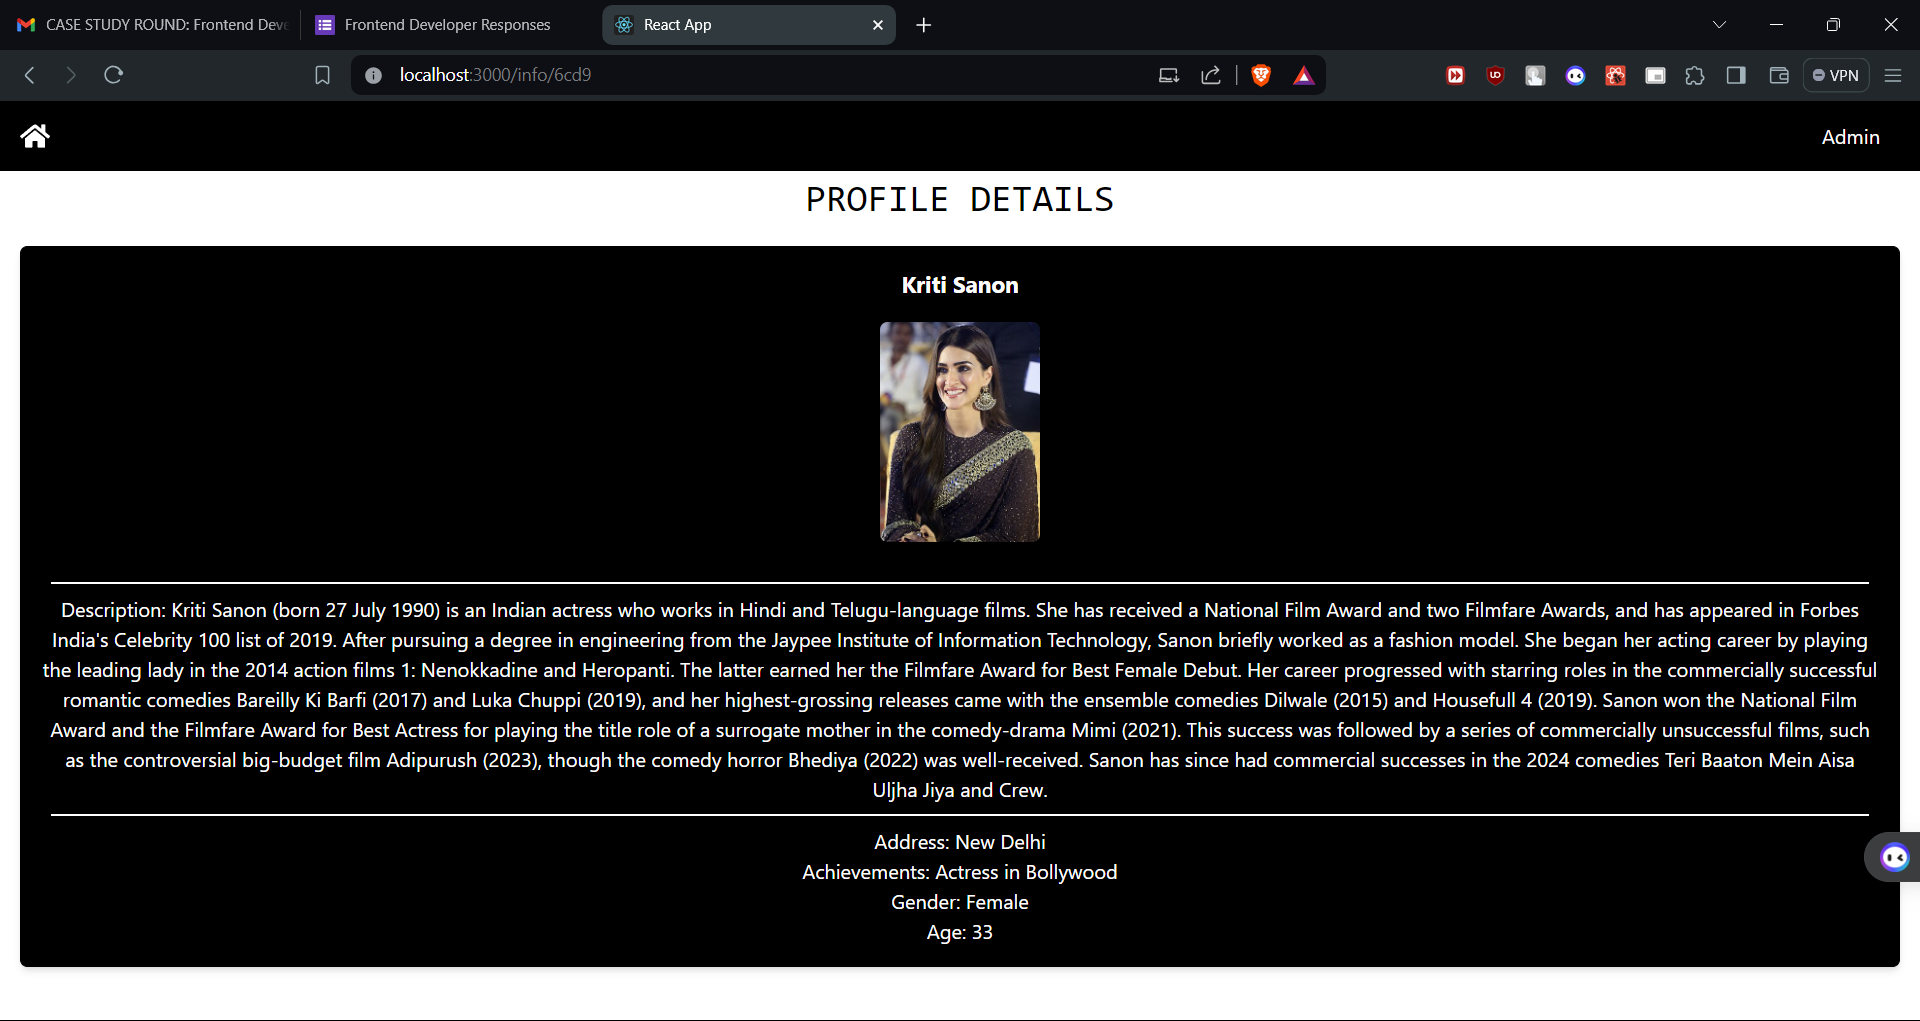 CASE STUDY ROUND: Frontend Deve
Frontend Developer Responses
React App
localhost:3000/info/6cd9
VPN
Admin
PROFILE DETAILS
Kriti Sanon
Description: Kriti Sanon (born 27 July 1990) is an Indian actress who works in Hindi and Telugu-language films. She has received a National Film Award and two Filmfare Awards, and has appeared in Forbes
India's Celebrity 100 list of 2019. After pursuing a degree in engineering from the Jaypee Institute of Information Technology, Sanon briefly worked as a fashion model. She began her acting career by playing
the leading lady in the 2014 action films 1: Nenokkadine and Heropanti. The latter earned her the Filmfare Award for Best Female Debut. Her career progressed with starring roles in the commercially successful
romantic comedies Bareilly Ki Barfi (2017) and Luka Chuppi (2019), and her highest-grossing releases came with the ensemble comedies Dilwale (2015) and Housefull 4 (2019). Sanon won the National Film
Award and the Filmfare Award for Best Actress for playing the title role of a surrogate mother in the comedy-drama Mimi (2021). This success was followed by a series of commercially unsuccessful films, such
as the controversial big-budget film Adipurush (2023), though the comedy horror Bhediya (2022) was well-received. Sanon has since had commercial successes in the 2024 comedies Teri Baaton Mein Aisa
Uljha Jiya and Crew.
Address: New Delhi
Achievements: Actress in Bollywood
Gender: Female
Age: 33